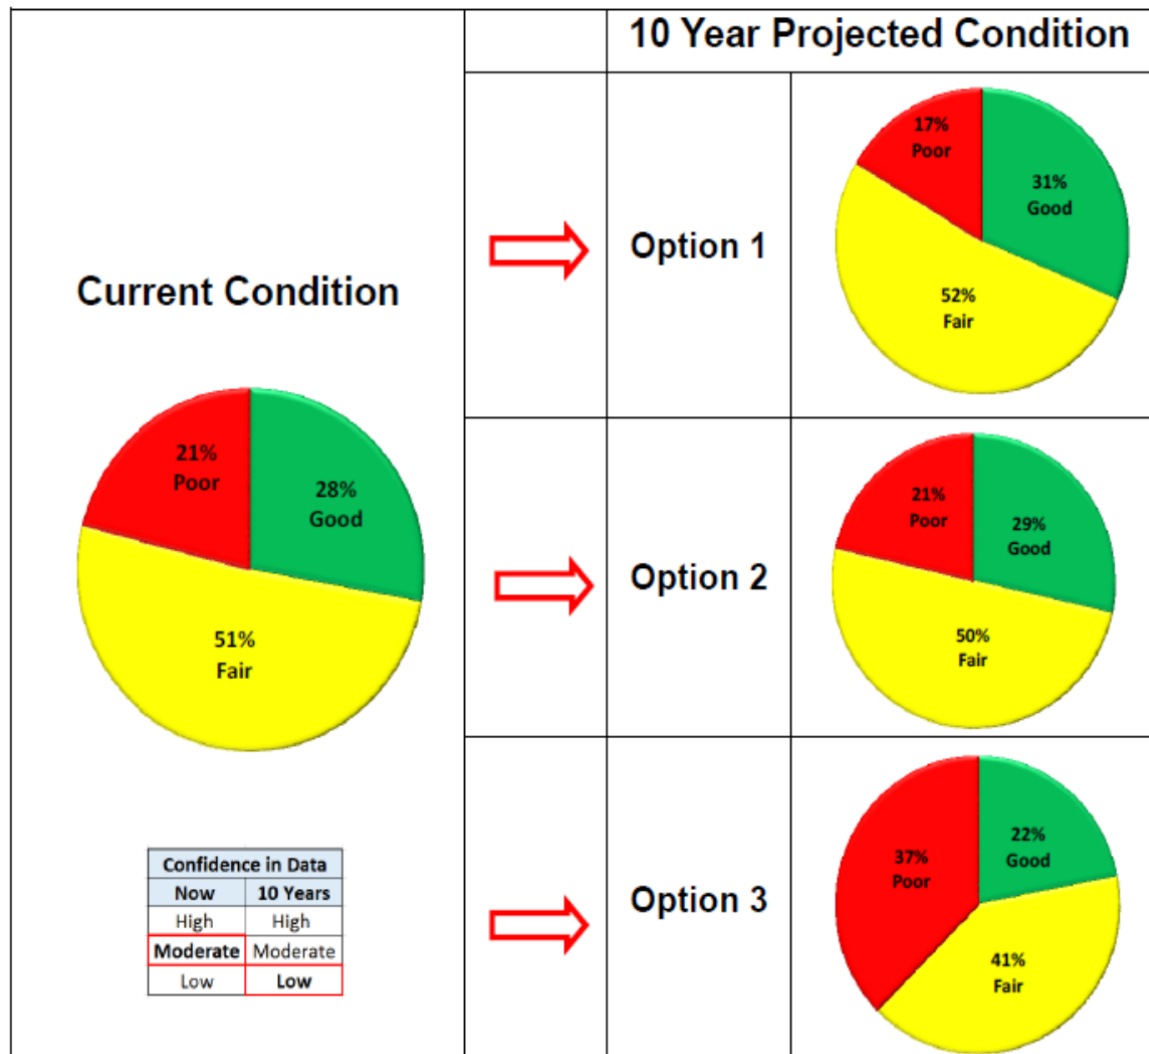 10 Year Projected Condition
Current Condition
21%
Poor
28%
Good
51%
Fair
Confidence in Data
Now 10 Years
High High
Moderate Moderate
Low Low
Option 1
17%
Poor
31%
Good
52%
Fair
Option 2
21%
Poor
29%
Good
50%
Fair
Option 3
37%
Poor
22%
Good
41%
Fair